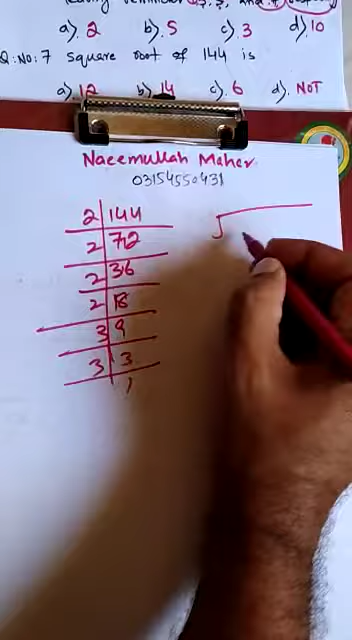 a). 2 b). 5 c). 3 d). 10
Q:No:7 Square root of 144 is
a). 12 b). 14 c). 6 d). NOT
Naeemullah Maher
03154550431
2 144
2 72
2 36
2 18
3 9
3 3
1